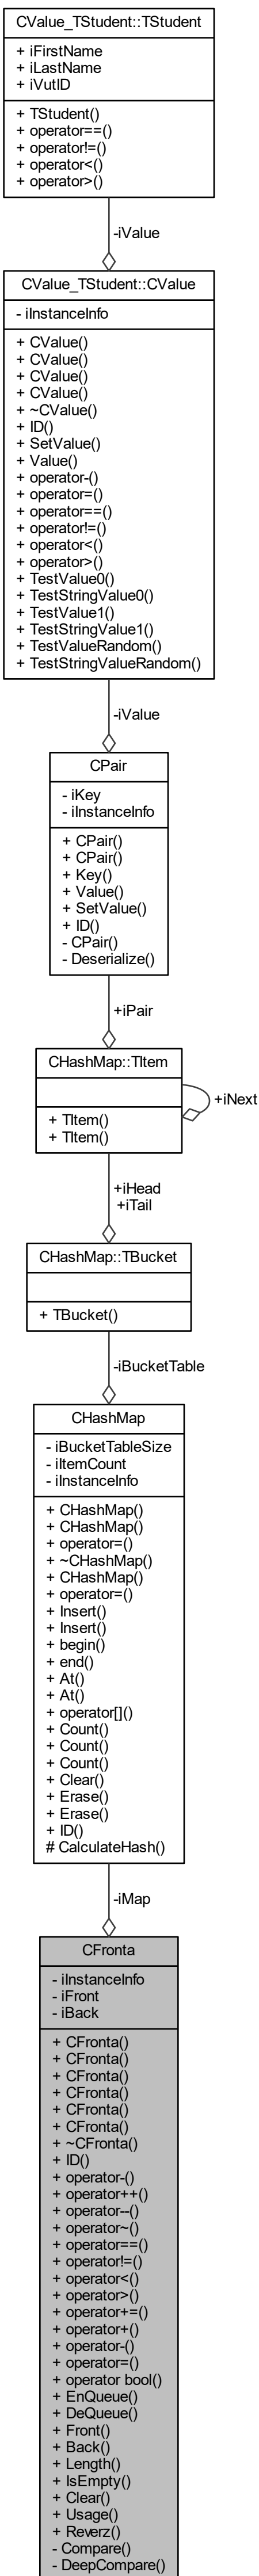 CValue_TStudent::TStudent
+ iFirstName
+ iLastName
+ iVutID
+ TStudent()
+ operator==()
+ operator!=()
+ operator<()
+ operator>()
-iValue
CValue_TStudent::CValue
- iInstanceInfo
+ CValue()
+ CValue()
+ CValue()
+ CValue()
+ ~CValue()
+ ID()
+ SetValue()
+ Value()
+ operator-()
+ operator=()
+ operator==()
+ operator!=()
+ operator<()
+ operator>()
+ TestValue0()
+ TestStringValue0()
+ TestValue1()
+ TestStringValue1()
+ TestValueRandom()
+ TestStringValueRandom()
-iValue
CPair
- iKey
- iInstanceInfo
+ CPair()
+ CPair()
+ Key()
+ Value()
+ SetValue()
+ ID()
- CPair()
- Deserialize()
+iPair
CHashMap::TItem
+ TItem()
+ TItem()
+iNext
+iHead
+iTail
CHashMap::TBucket
+ TBucket()
-iBucketTable
CHashMap
- iBucketTableSize
- iItemCount
- iInstanceInfo
+ CHashMap()
+ CHashMap()
+ operator=()
+ ~CHashMap()
+ CHashMap()
+ operator=()
+ Insert()
+ Insert()
+ begin()
+ end()
+ At()
+ At()
+ operator[]()
+ Count()
+ Count()
+ Count()
+ Clear()
+ Erase()
+ Erase()
+ ID()
# CalculateHash()
-iMap
CFronta
- iInstanceInfo
- iFront
- iBack
+ CFronta()
+ CFronta()
+ CFronta()
+ CFronta()
+ CFronta()
+ CFronta()
+ ~CFronta()
+ ID()
+ operator-()
+ operator++()
+ operator--()
+ operator~()
+ operator==()
+ operator!=()
+ operator<()
+ operator>()
+ operator+=()
+ operator+()
+ operator-()
+ operator=()
+ operator bool()
+ EnQueue()
+ DeQueue()
+ Front()
+ Back()
+ Length()
+ IsEmpty()
+ Clear()
+ Usage()
+ Reverz()
- Compare()
- DeepCompare()